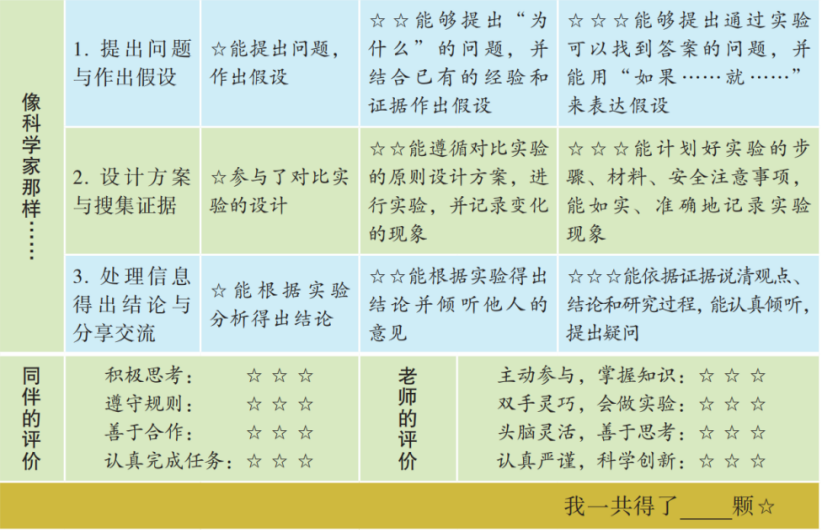 像科学家那样……
1. 提出问题
与作出假设
☆能提出问题，
作出假设
☆☆能够提出“为
什么”的问题，并
结合已有的经验和
证据作出假设
☆☆☆能够提出通过实验
可以找到答案的问题，并
能用“如果……就……”
来表达假设
2. 设计方案
与搜集证据
☆参与了对比实
验的设计
☆☆能遵循对比实验
的原则设计方案，进
行实验，并记录变化
的现象
☆☆☆能计划好实验的步
骤、材料、安全注意事项，
能如实、准确地记录实验
现象
3. 处理信息
得出结论与
分享交流
☆能根据实验
分析得出结论
☆☆能根据实验得出
结论并倾听他人的
意见
☆☆☆能依据证据说清观点、
结论和研究过程，能认真倾听，
提出疑问
同伴的评价
积极思考：☆ ☆ ☆
遵守规则：☆ ☆ ☆
善于合作：☆ ☆ ☆
认真完成任务：☆ ☆ ☆
老师的评价
主动参与，掌握知识：☆ ☆ ☆
双手灵巧，会做实验：☆ ☆ ☆
头脑灵活，善于思考：☆ ☆ ☆
认真严谨，科学创新：☆ ☆ ☆
我一共得了____颗☆